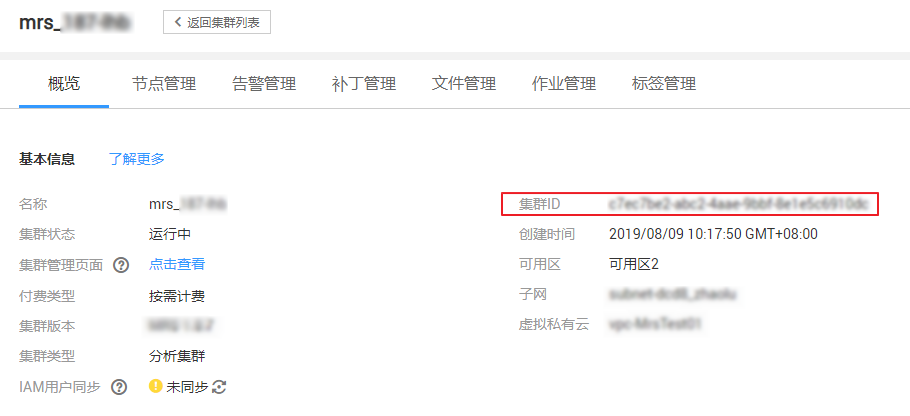 mrs_
返回集群列表
概览 节点管理 告警管理 补丁管理 文件管理 作业管理 标签管理
基本信息 了解更多
名称 mrs_
集群状态 运行中
集群管理页面 ? 点击查看
付费类型 按需计费
集群版本
集群类型 分析集群
IAM用户同步 ? ! 未同步
集群ID
创建时间 2019/08/09 10:17:50 GMT+08:00
可用区 可用区2
子网
虚拟私有云